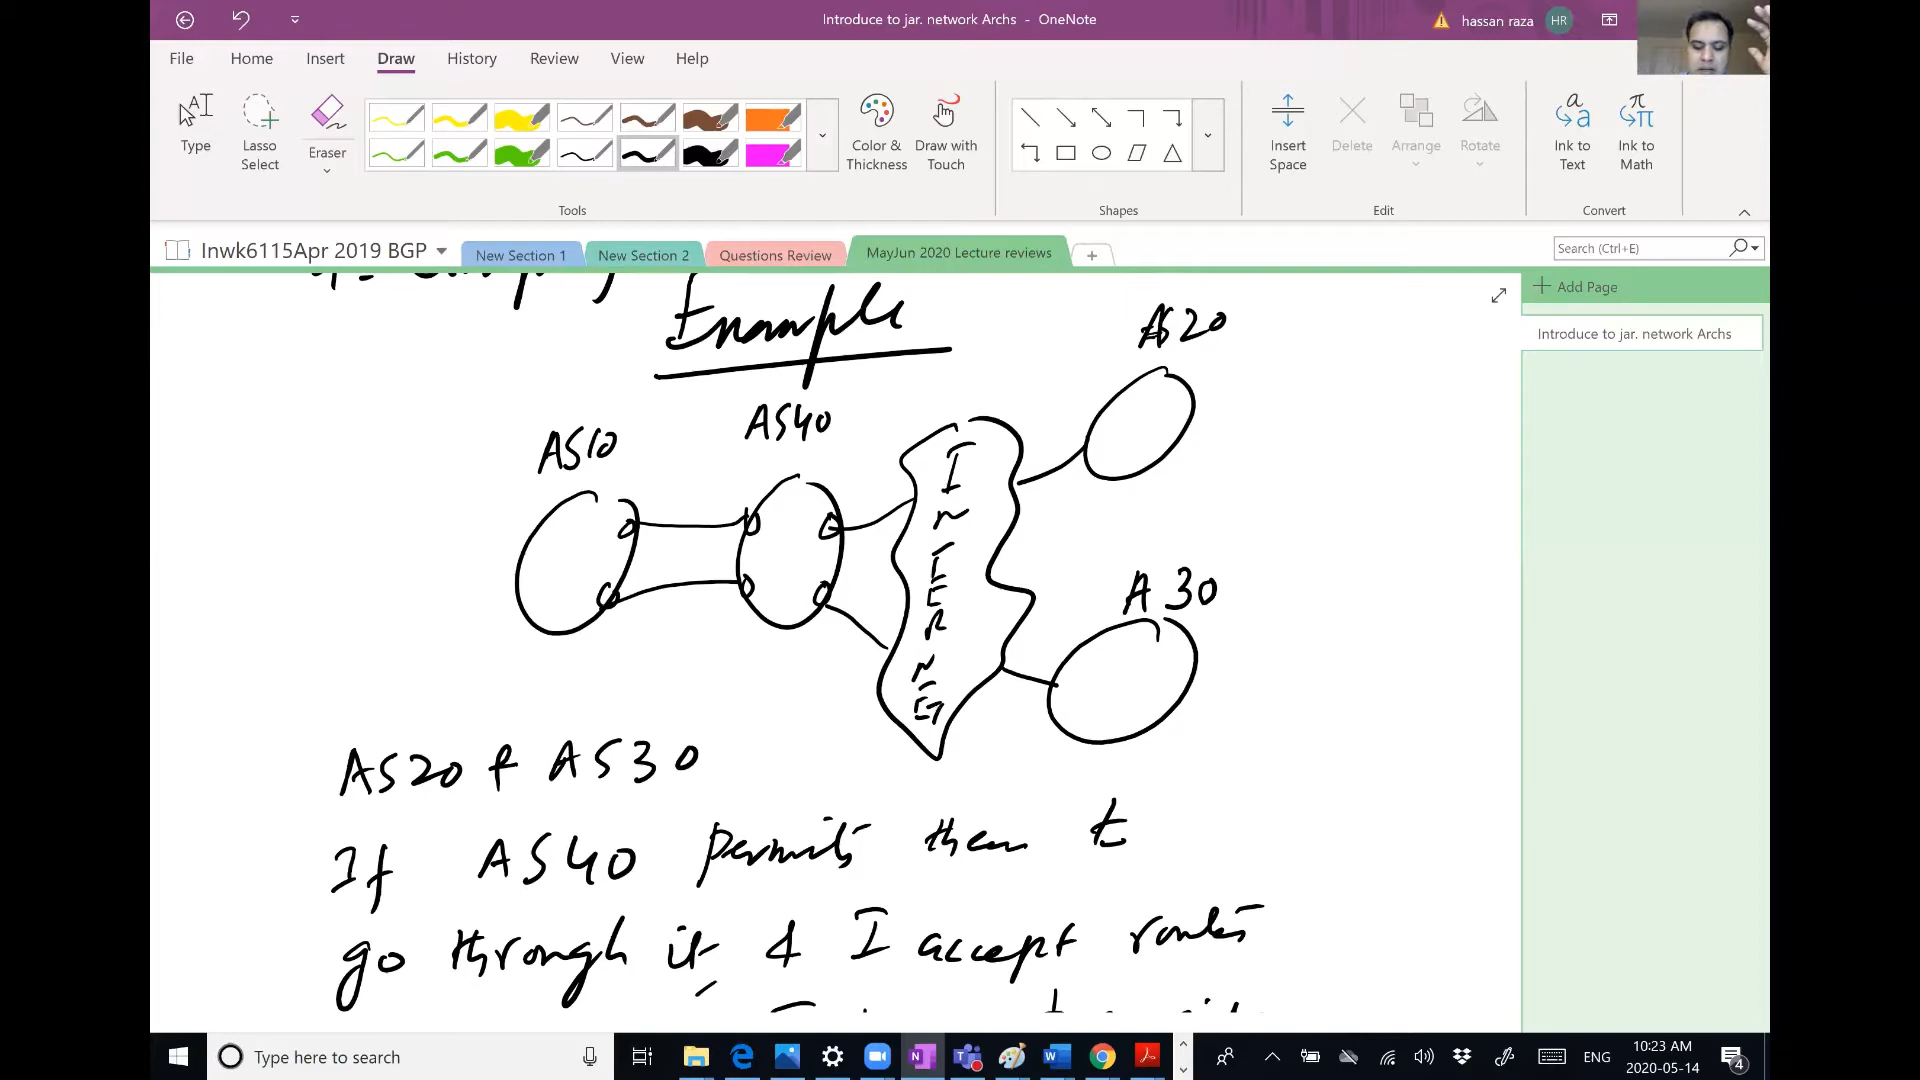 Introduce to jar. network Archs - OneNote
hassan raza HR
File Home Insert Draw History Review View Help
Type
Lasso Select
Eraser
Color & Thickness
Draw with Touch
Insert Space
Delete
Arrange
Rotate
Ink to Text
Ink to Math
Tools Shapes Edit Convert
Inwk6115Apr 2019 BGP New Section 1 New Section 2 Questions Review MayJun 2020 Lecture reviews
Search (Ctrl+E)
Add Page
Introduce to jar. network Archs
Example
AS20
AS40
AS10
INTERNET
A 30
AS20 & AS30
If AS40 permits them t
go through it & I accept routes
Type here to search
ENG
10:23 AM
2020-05-14
4